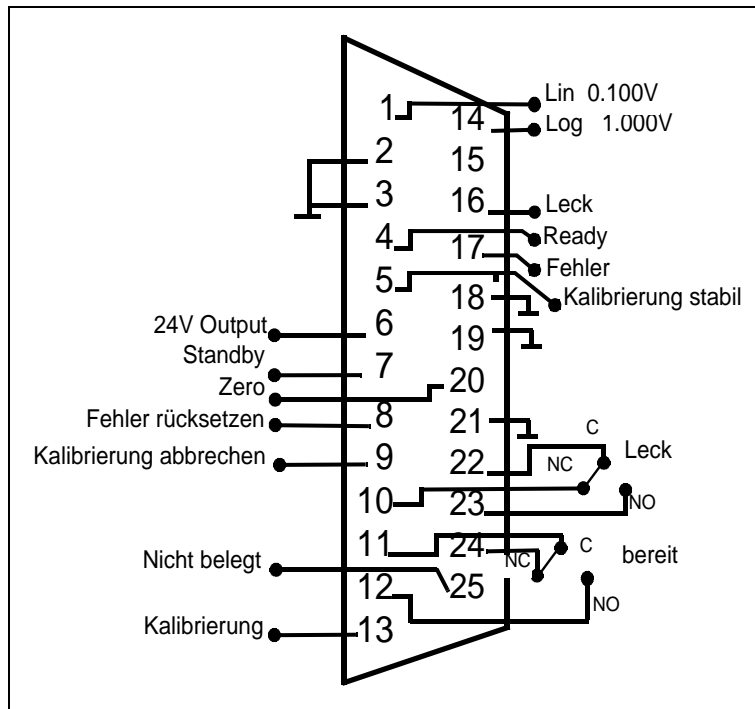 1 Lin 0.100V
14 Log 1.000V
2
15
3
16 Leck
4 Ready
17 Fehler
5 Kalibrierung stabil
18
24V Output 6
19
Standby 7
Zero 20
Fehler rücksetzen 8
21
C
Kalibrierung abbrechen 9
22 NC Leck
10
23 NO
11 24 C bereit
NC
Nicht belegt 25
12 NO
Kalibrierung 13